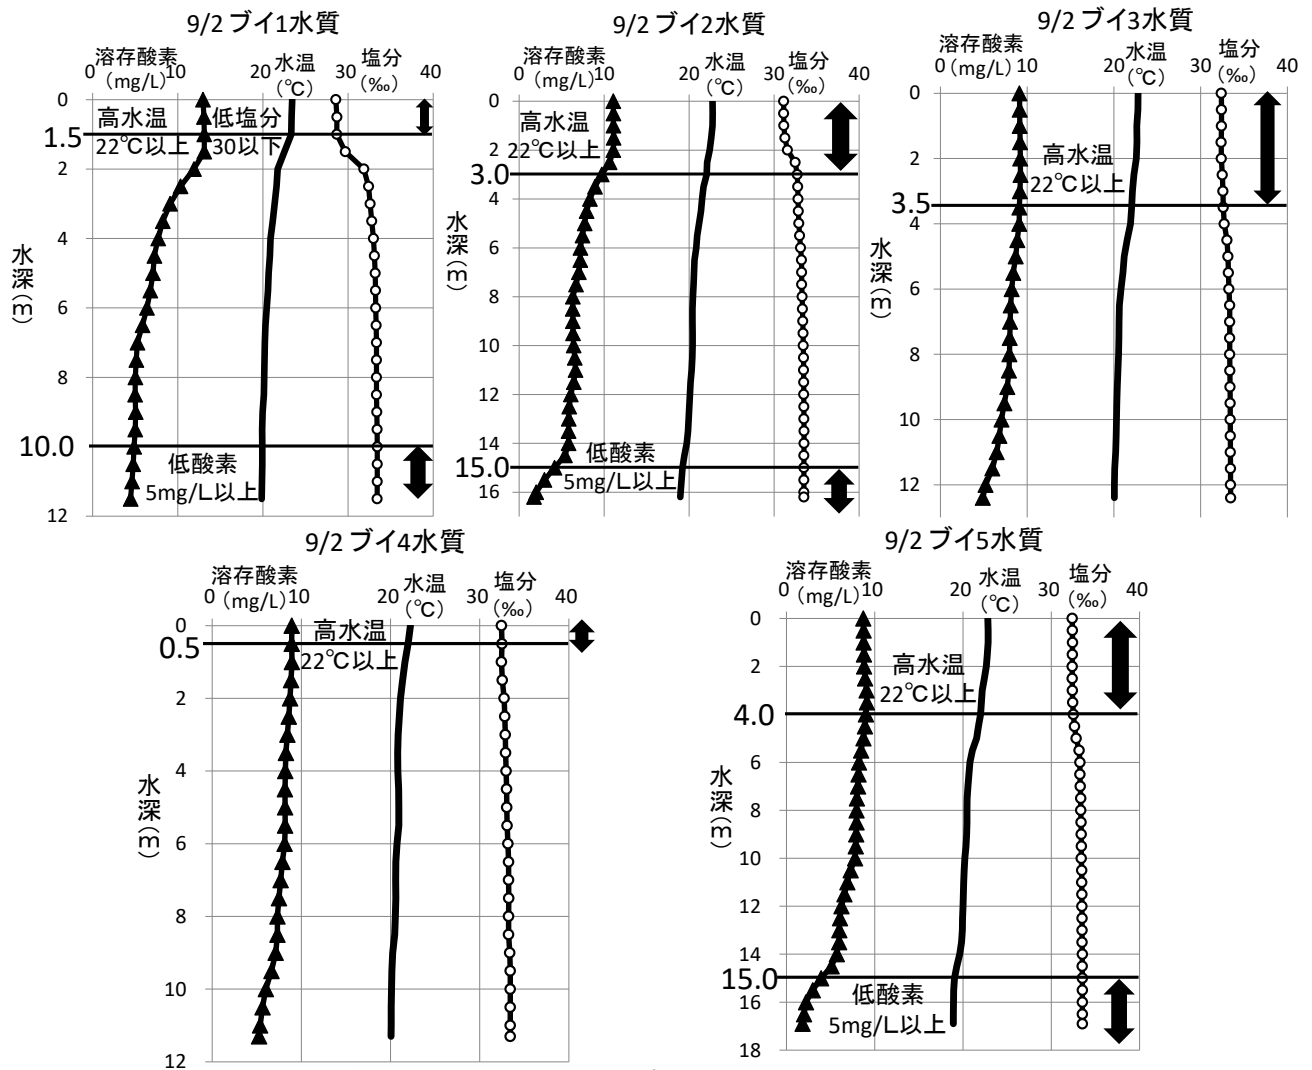 9/2 ブイ1水質
溶存酸素 水温 塩分
0 (mg/L) 10 20 (℃) 30 (‰) 40
0
高水温 低塩分
1.5 22℃以上 30以下
2
4
水深(m)
6
8
10.0
低酸素
5mg/L以上
12
9/2 ブイ2水質
溶存酸素 水温 塩分
0 (mg/L) 10 20 (℃) 30 (‰) 40
0
高水温
2 22℃以上
3.0
4
水深(m)
6
8
10
12
14
低酸素
15.0
5mg/L以上
16
9/2 ブイ3水質
溶存酸素 水温 塩分
0 (mg/L) 10 20 (℃) 30 (‰) 40
0
2 高水温
22℃以上
3.5
4
水深(m)
6
8
10
12
9/2 ブイ4水質
溶存酸素 水温 塩分
0 (mg/L) 10 20 (℃) 30 (‰) 40
0 高水温
0.5
22℃以上
2
4
水深(m)
6
8
10
12
9/2 ブイ5水質
溶存酸素 水温 塩分
0 (mg/L) 10 20 (℃) 30 (‰) 40
0
2 高水温
22℃以上
4.0
6
水深(m)
8
10
12
14
15.0
低酸素
16
5mg/L以上
18